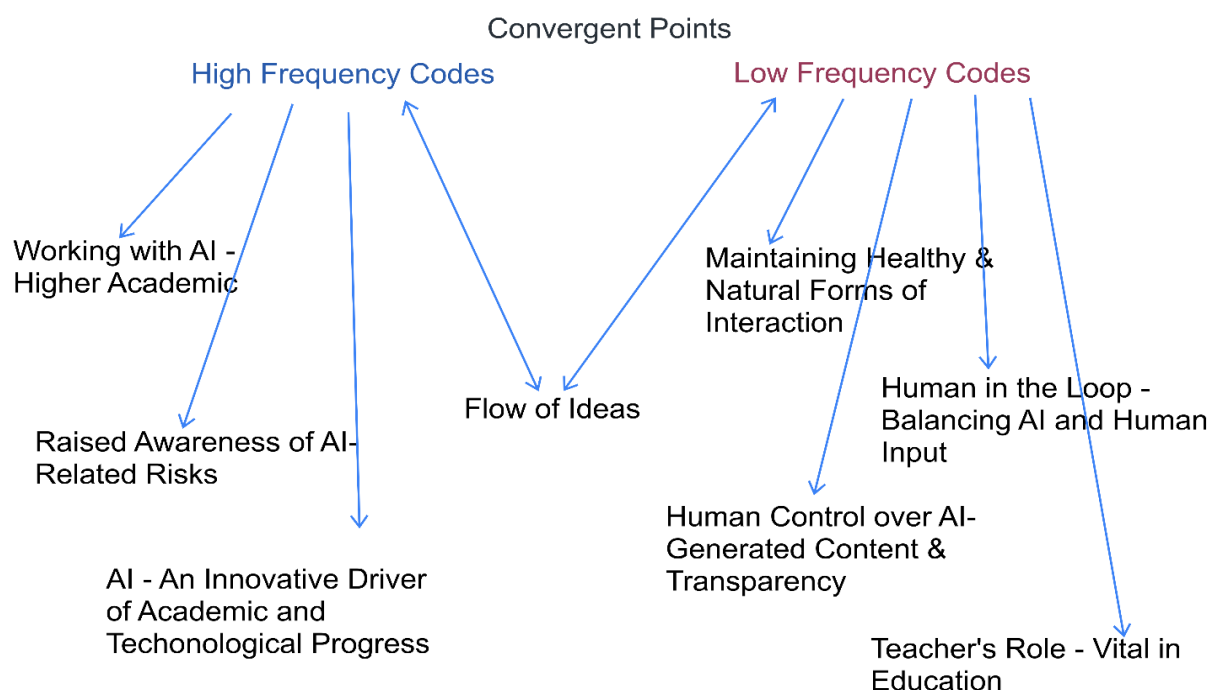 Convergent Points
High Frequency Codes
Low Frequency Codes
Working with AI -
Higher Academic
Maintaining Healthy &
Natural Forms of
Interaction
Flow of Ideas
Human in the Loop -
Balancing AI and Human
Input
Raised Awareness of AI-
Related Risks
Human Control over AI-
Generated Content &
Transparency
AI - An Innovative Driver
of Academic and
Techonological Progress
Teacher's Role - Vital in
Education